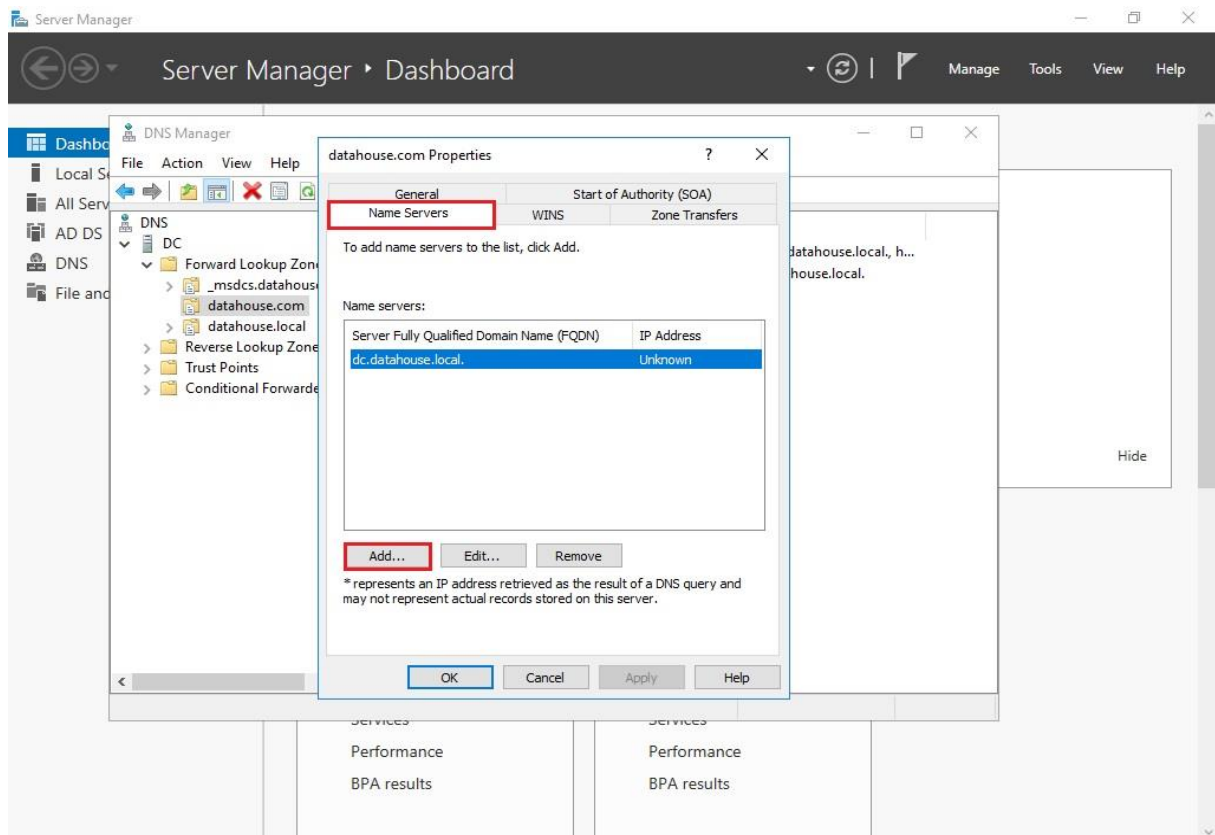 Server Manager
Server Manager • Dashboard
Manage Tools View Help
Dashbo
Local Se
All Serv
AD DS
DNS
File and
DNS Manager
File Action View Help
DNS
DC
Forward Lookup Zone
_msdcs.datahouse
datahouse.com
datahouse.local
Reverse Lookup Zone
Trust Points
Conditional Forwarde
datahouse.com Properties
General Start of Authority (SOA)
Name Servers WINS Zone Transfers
To add name servers to the list, click Add.
Name servers:
Server Fully Qualified Domain Name (FQDN) IP Address
dc.datahouse.local. Unknown
Add... Edit... Remove
* represents an IP address retrieved as the result of a DNS query and
may not represent actual records stored on this server.
OK Cancel Apply Help
datahouse.local., h...
house.local.
Hide
Services Services
Performance Performance
BPA results BPA results